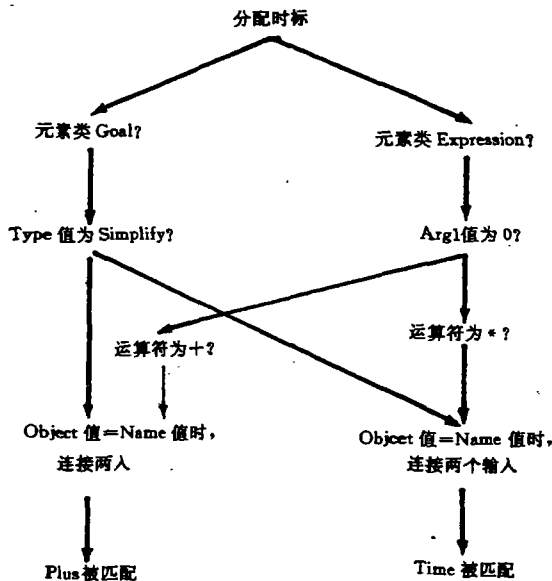 分配时标
元素类 Goal?
元素类 Expression?
Type 值为 Simplify?
Arg1值为 0?
运算符为+?
运算符为*?
Object 值=Name 值时,
连接两入
Objcet 值=Name 值时,
连接两个输入
Plus被匹配
Time 被匹配